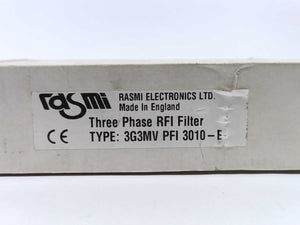 rasmi
RASMI ELECTRONICS LTD.
Made In England
Three Phase RFI Filter
CE
TYPE: 3G3MV PFI 3010-E